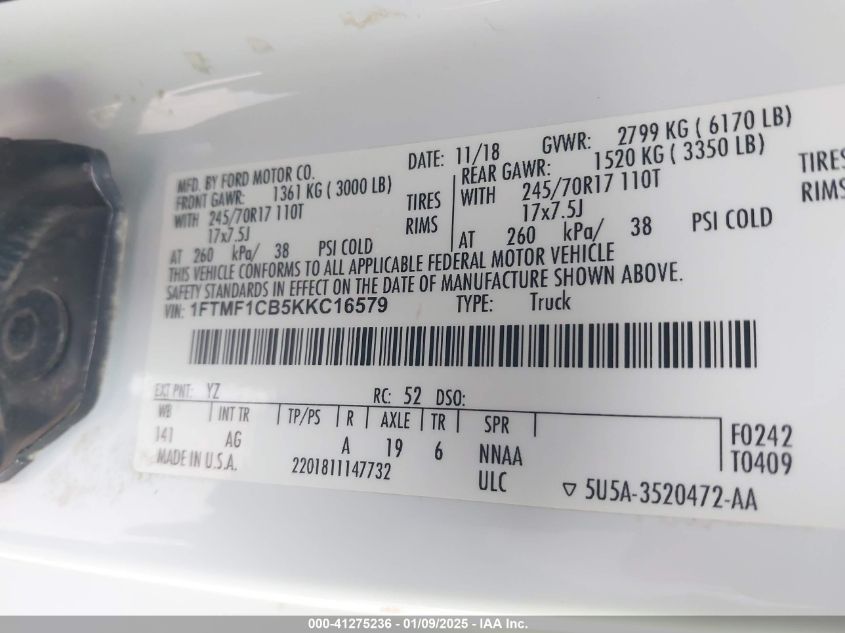 MFD. BY FORD MOTOR CO. DATE: 11/18 GVWR: 2799 KG ( 6170 LB)
FRONT GAWR: 1361 KG ( 3000 LB) REAR GAWR: 1520 KG ( 3350 LB)
WITH 245/70R17 110T TIRES WITH 245/70R17 110T TIRES
17x7.5J RIMS 17x7.5J RIMS
AT 260 kPa/ 38 PSI COLD AT 260 kPa/ 38 PSI COLD
THIS VEHICLE CONFORMS TO ALL APPLICABLE FEDERAL MOTOR VEHICLE
SAFETY STANDARDS IN EFFECT ON THE DATE OF MANUFACTURE SHOWN ABOVE.
VIN: 1FTMF1CB5KKC16579 TYPE: Truck
EXT PNT: YZ RC: 52 DSO:
WB INT TR TP/PS R AXLE TR SPR
141 AG A 19 6 NNAA F0242
MADE IN U.S.A. 2201811147732 ULC T0409
5U5A-3520472-AA
000-41275236 - 01/09/2025 - IAA Inc.